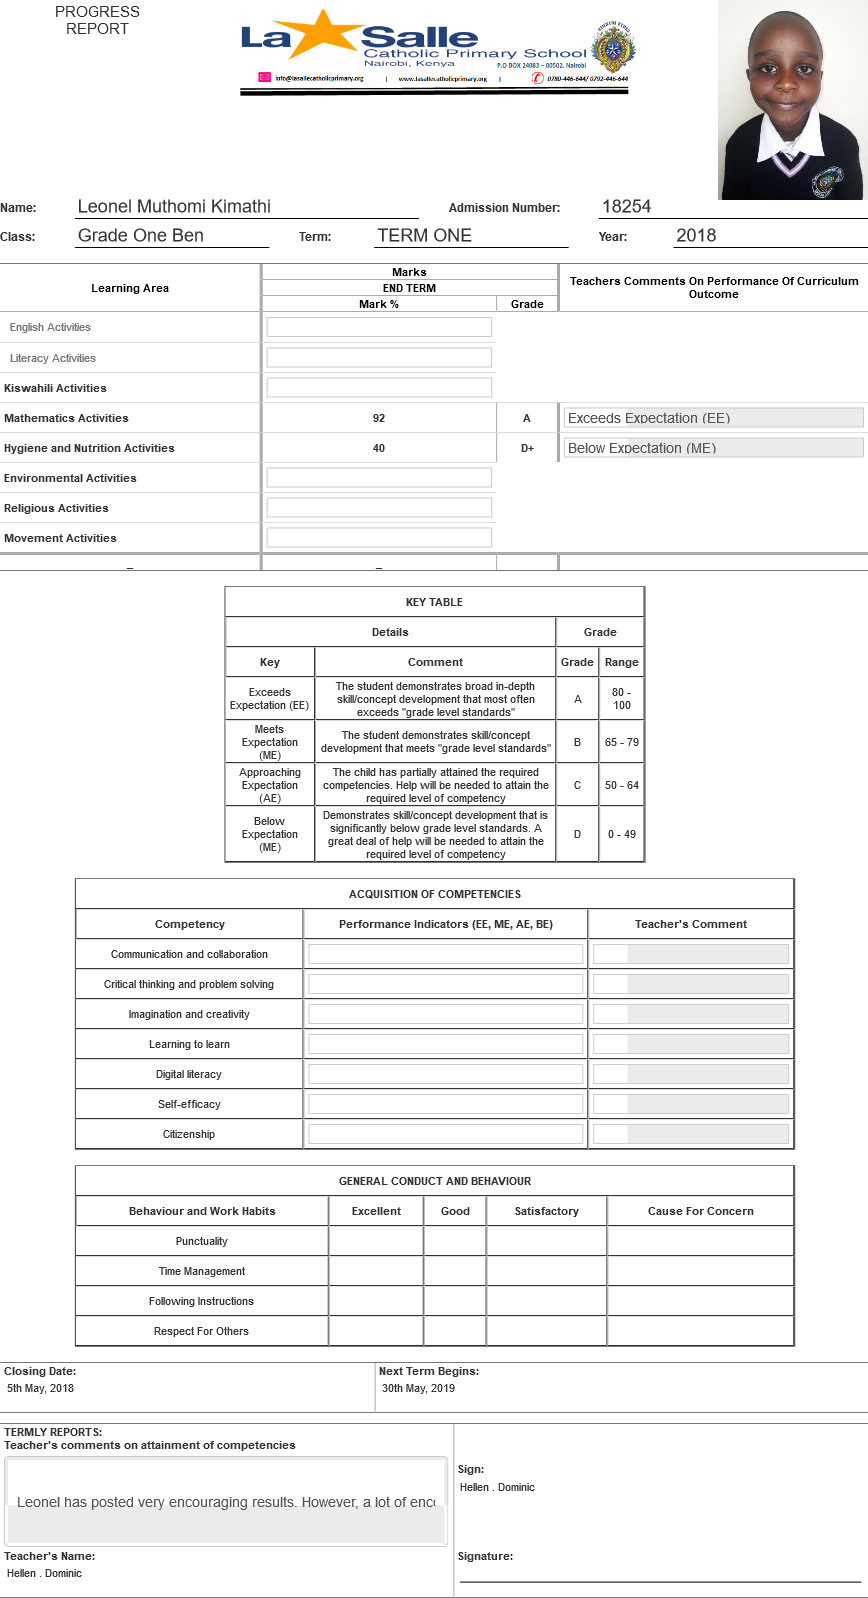 PROGRESS
REPORT
La Salle
Catholic Primary School
Nairobi, Kenya
P.O BOX 24083 – 00502, Nairobi
info@lasallecatholicprimary.org | www.lasallecatholicprimary.org | 0780-446-644/ 0792-446-644
Name: Leonel Muthomi Kimathi Admission Number: 18254
Class: Grade One Ben Term: TERM ONE Year: 2018
Learning Area Marks Teachers Comments On Performance Of Curriculum Outcome
END TERM
Mark % Grade
English Activities
Literacy Activities
Kiswahili Activities
Mathematics Activities 92 A Exceeds Expectation (EE)
Hygiene and Nutrition Activities 40 D+ Below Expectation (ME)
Environmental Activities
Religious Activities
Movement Activities
– –
KEY TABLE
Details Grade
Key Comment Grade Range
Exceeds Expectation (EE) The student demonstrates broad in-depth skill/concept development that most often exceeds "grade level standards" A 80 - 100
Meets Expectation (ME) The student demonstrates skill/concept development that meets "grade level standards" B 65 - 79
Approaching Expectation (AE) The child has partially attained the required competencies. Help will be needed to attain the required level of competency C 50 - 64
Below Expectation (ME) Demonstrates skill/concept development that is significantly below grade level standards. A great deal of help will be needed to attain the required level of competency D 0 - 49
ACQUISITION OF COMPETENCIES
Competency Performance Indicators (EE, ME, AE, BE) Teacher's Comment
Communication and collaboration
Critical thinking and problem solving
Imagination and creativity
Learning to learn
Digital literacy
Self-efficacy
Citizenship
GENERAL CONDUCT AND BEHAVIOUR
Behaviour and Work Habits Excellent Good Satisfactory Cause For Concern
Punctuality
Time Management
Following Instructions
Respect For Others
Closing Date: Next Term Begins:
5th May, 2018 30th May, 2019
TERMLY REPORTS:
Teacher's comments on attainment of competencies
Leonel has posted very encouraging results. However, a lot of
Sign:
Hellen . Dominic
Teacher's Name: Signature:
Hellen . Dominic